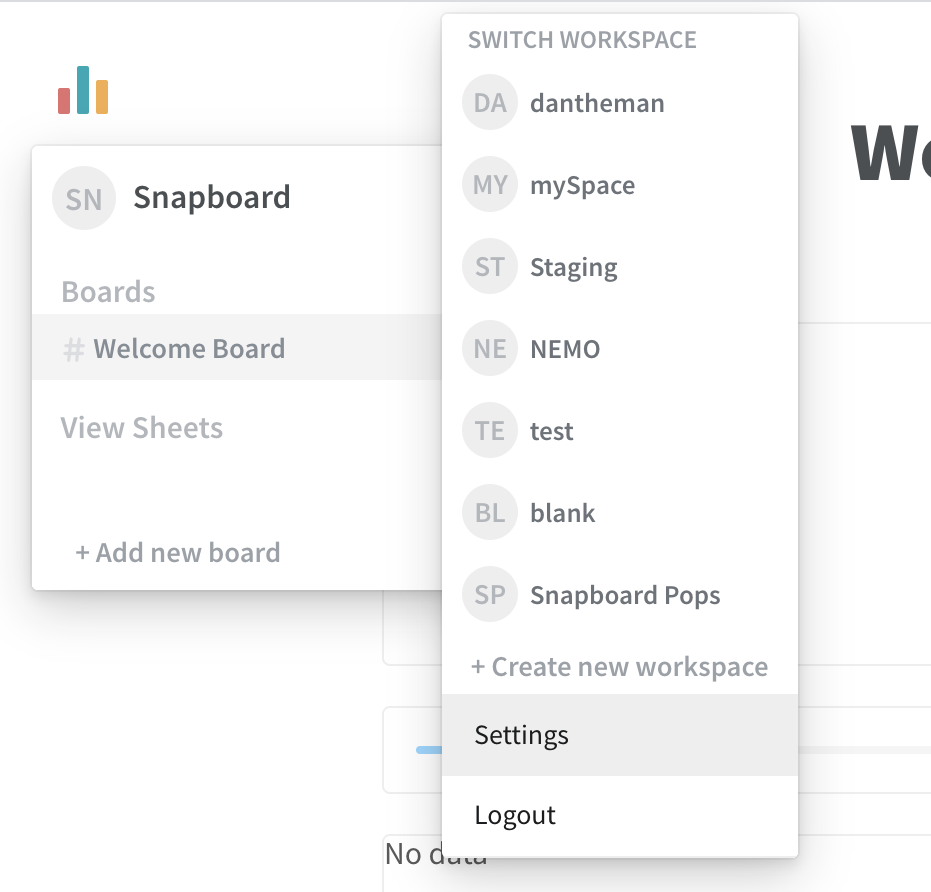 SN Snapboard
Boards
# Welcome Board
View Sheets
+ Add new board
SWITCH WORKSPACE
DA dantheman
MY mySpace
ST Staging
NE NEMO
TE test
BL blank
SP Snapboard Pops
+ Create new workspace
Settings
Logout
No data